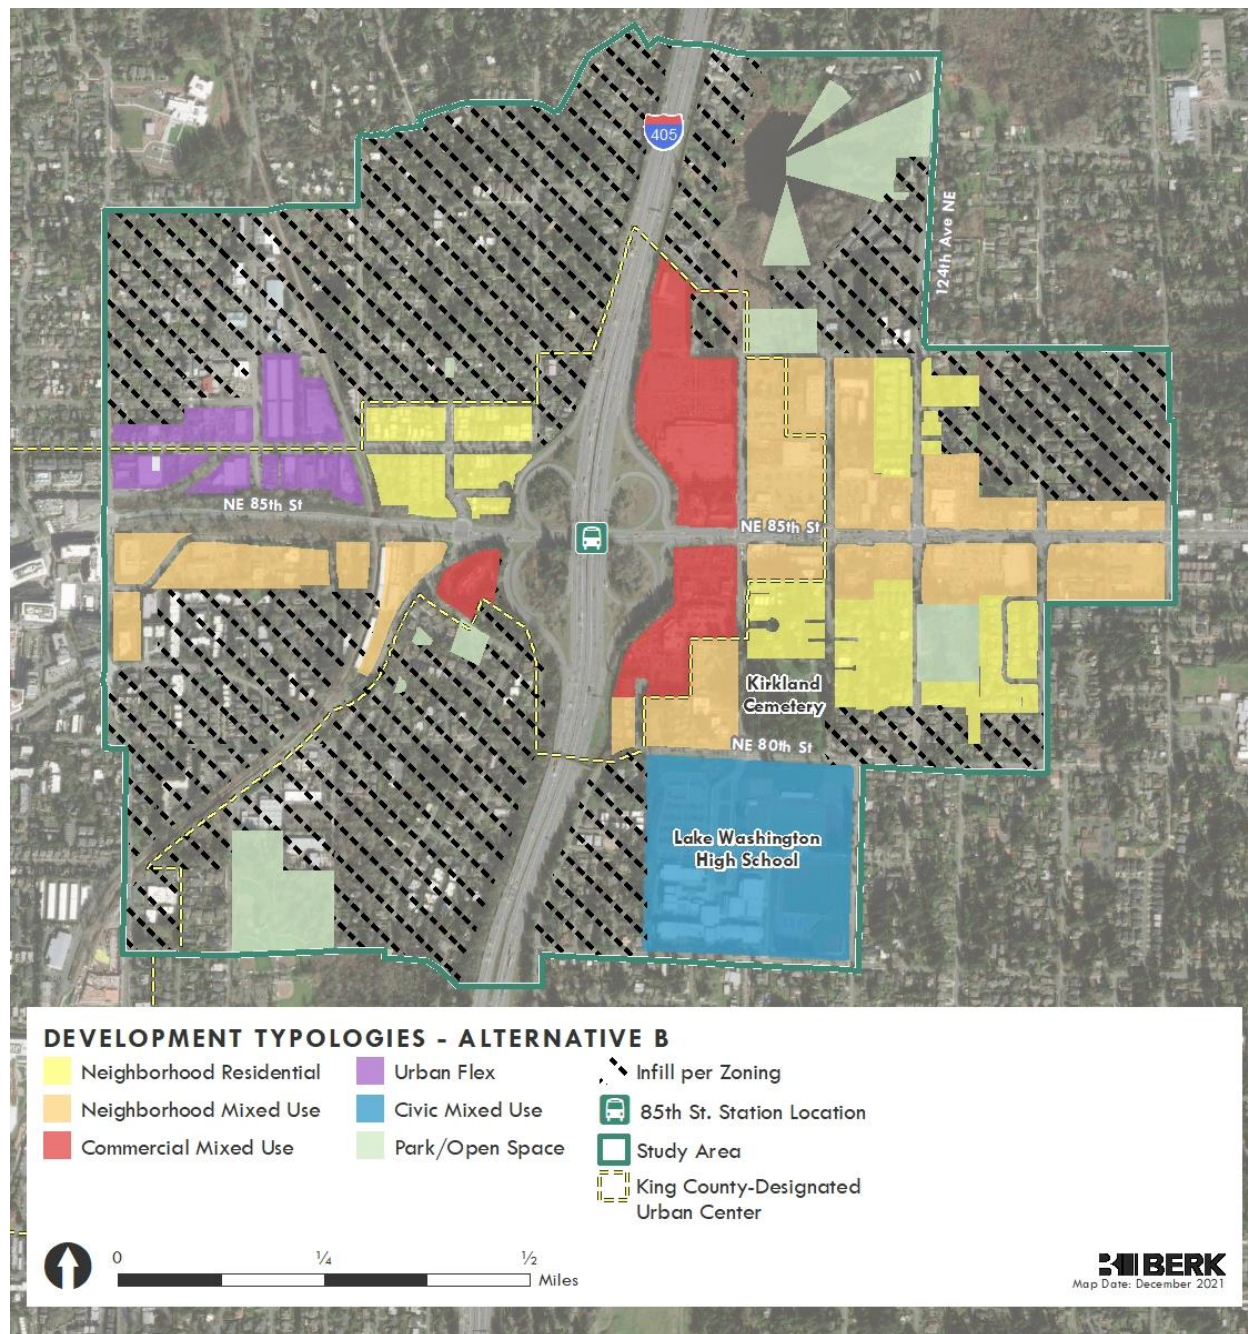 405
124th Ave NE
NE 85th St
NE 85th St
Kirkland
Cemetery
NE 80th St
Lake Washington
High School
DEVELOPMENT TYPOLOGIES - ALTERNATIVE B
Neighborhood Residential
Neighborhood Mixed Use
Commercial Mixed Use
Urban Flex
Civic Mixed Use
Park/Open Space
Infill per Zoning
85th St. Station Location
Study Area
King County-Designated
Urban Center
0 ¼ ½
Miles
BERK
Map Date: December 2021